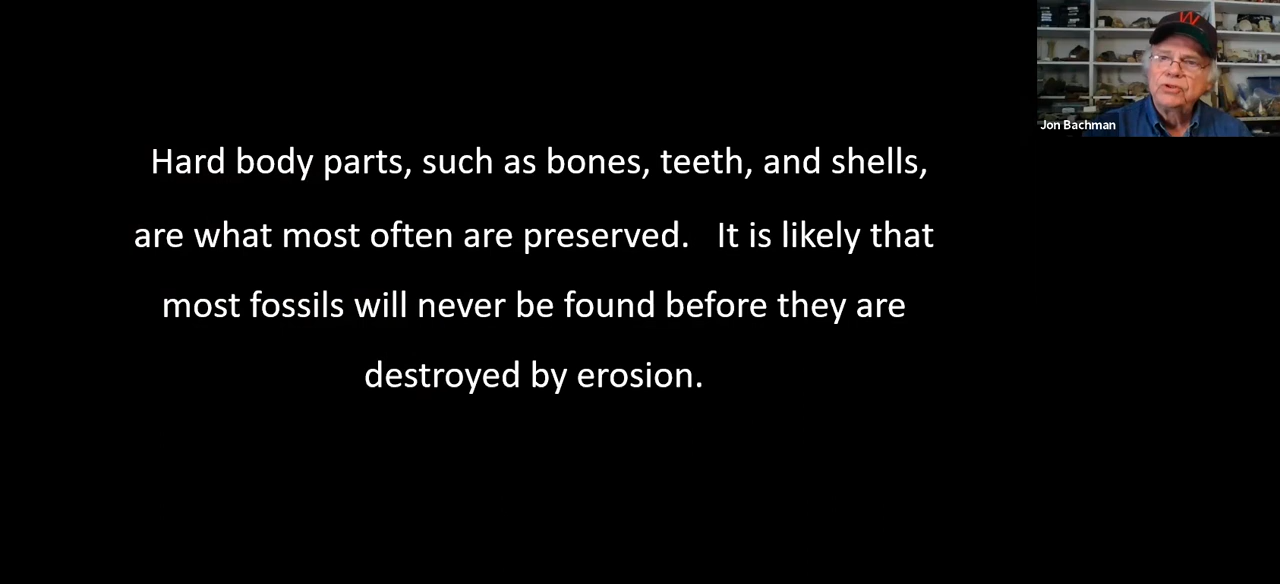 Hard body parts, such as bones, teeth, and shells,
are what most often are preserved.   It is likely that
most fossils will never be found before they are
destroyed by erosion.
W
Jon Bachman